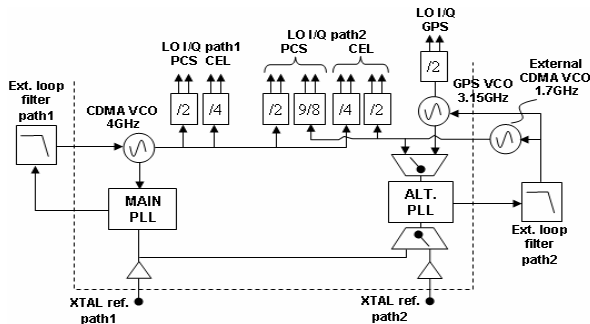 LO I/Q path1
PCS CEL
LO I/Q path2
PCS CEL
LO I/Q
GPS
Ext. loop
filter
path1
CDMA VCO
4GHz
/2
/4
/2
9/8
/4
/2
/2
GPS VCO
3.15GHz
External
CDMA VCO
1.7GHz
MAIN
PLL
ALT.
PLL
Ext. loop
filter
path2
XTAL ref.
path1
XTAL ref.
path2